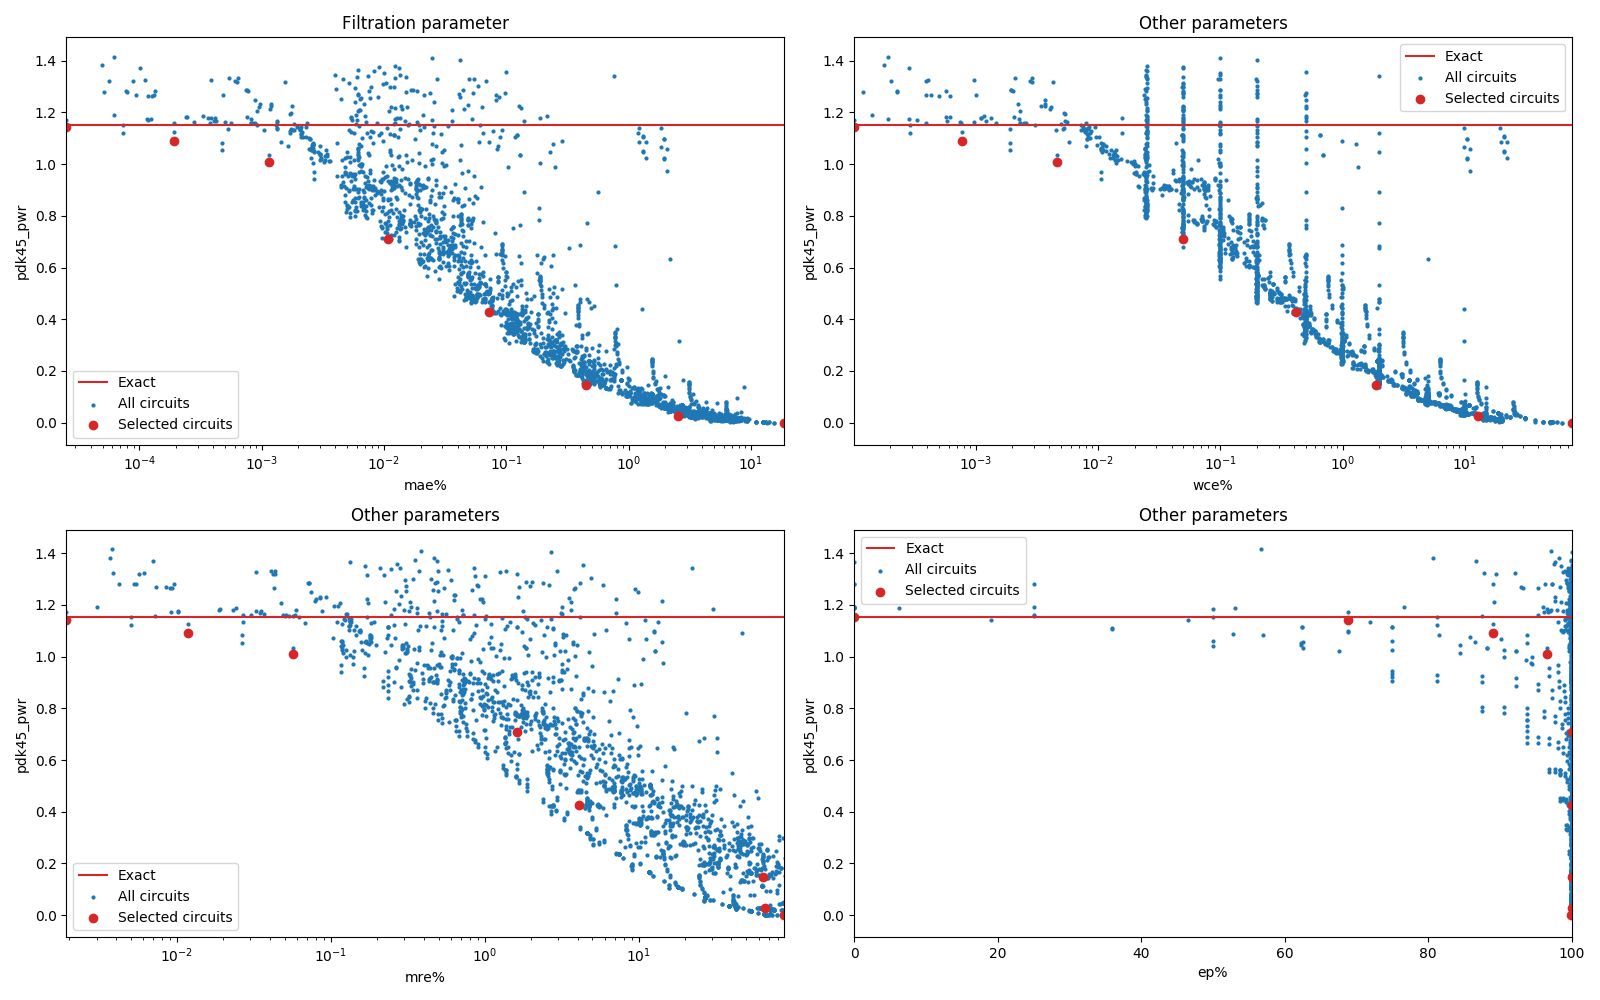 Filtration parameter
pdk45_pwr
1.4
1.2
1.0
0.8
0.6
0.4
0.2
0.0
Exact
All circuits
Selected circuits
10⁻⁴ 10⁻³ 10⁻² 10⁻¹ 10⁰ 10¹
mae%
Other parameters
pdk45_pwr
1.4
1.2
1.0
0.8
0.6
0.4
0.2
0.0
Exact
All circuits
Selected circuits
10⁻³ 10⁻² 10⁻¹ 10⁰ 10¹
wce%
Other parameters
pdk45_pwr
1.4
1.2
1.0
0.8
0.6
0.4
0.2
0.0
Exact
All circuits
Selected circuits
10⁻² 10⁻¹ 10⁰ 10¹
mre%
Other parameters
pdk45_pwr
1.4
1.2
1.0
0.8
0.6
0.4
0.2
0.0
Exact
All circuits
Selected circuits
0 20 40 60 80 100
ep%